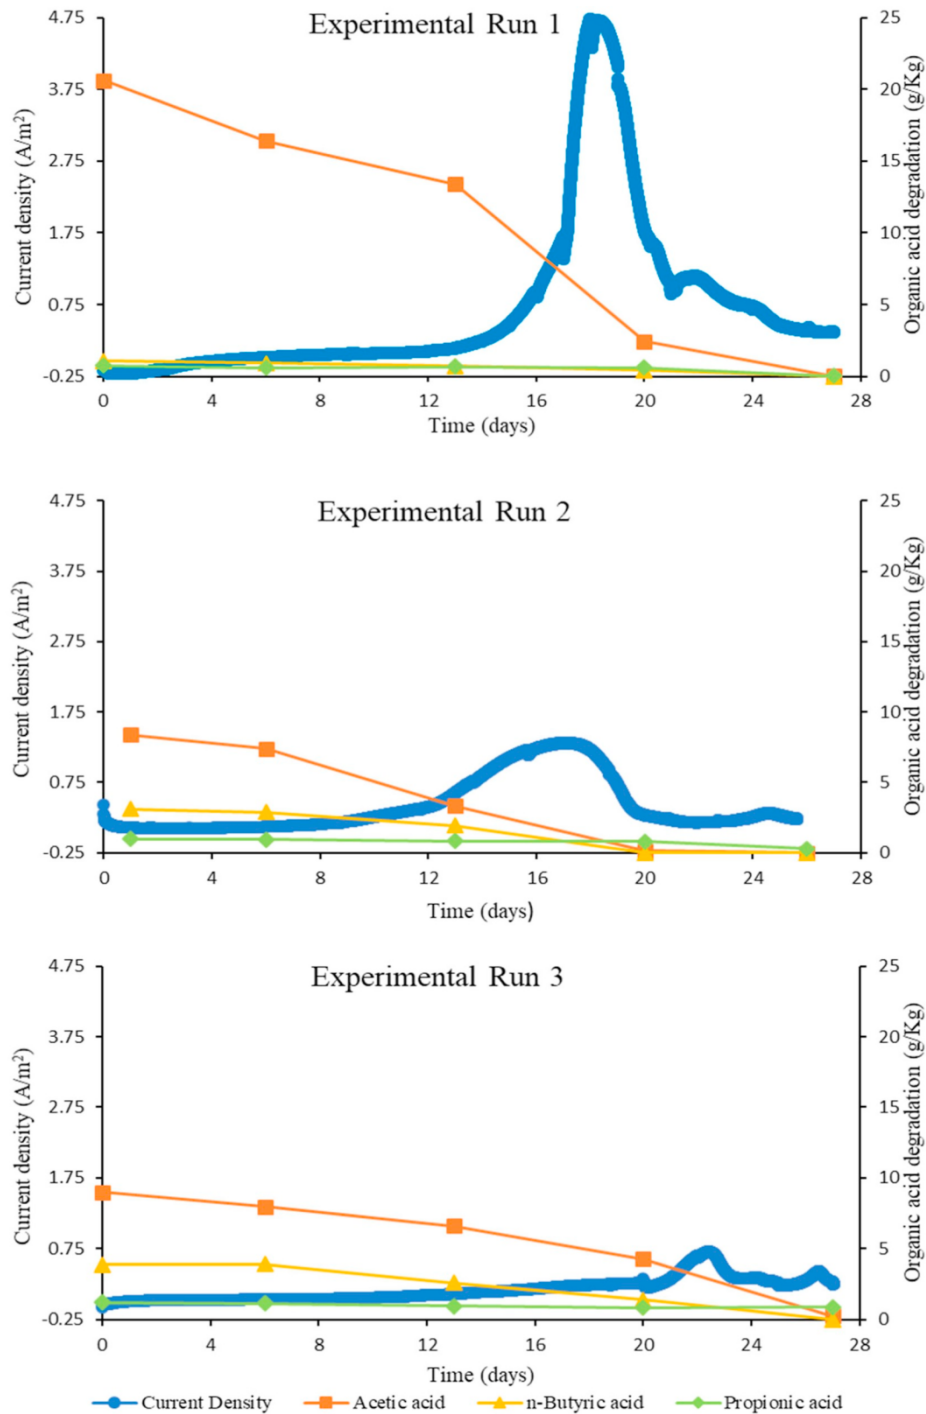 Experimental Run 1
Current density (A/m²)
4.75
3.75
2.75
1.75
0.75
-0.25
25
20
15
10
5
0
Organic acid degradation (g/Kg)
0 4 8 12 16 20 24 28
Time (days)
Experimental Run 2
Current density (A/m²)
4.75
3.75
2.75
1.75
0.75
-0.25
25
20
15
10
5
0
Organic acid degradation (g/Kg)
0 4 8 12 16 20 24 28
Time (days)
Experimental Run 3
Current density (A/m²)
4.75
3.75
2.75
1.75
0.75
-0.25
25
20
15
10
5
0
Organic acid degradation (g/Kg)
0 4 8 12 16 20 24 28
Time (days)
Current Density Acetic acid n-Butyric acid Propionic acid